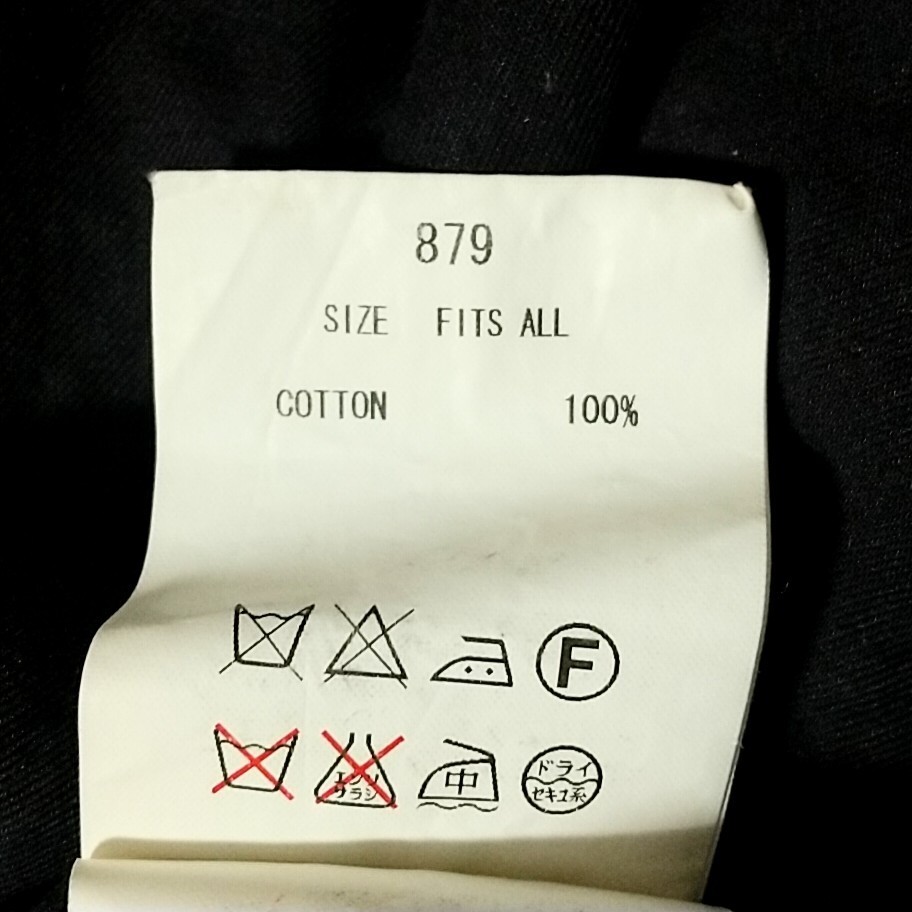 879
SIZE FITS ALL
COTTON 100%
F
エンソ サラシ 中 ドライ セキユ系